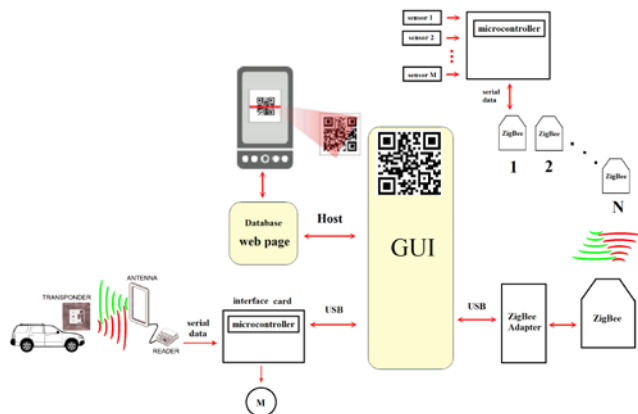 sensor 1
sensor 2
sensor M
microcontroller
serial
data
ZigBee
ZigBee
ZigBee
1
2
N
Database
web page
Host
GUI
ANTENNA
TRANSPONDER
READER
serial
data
interface card
microcontroller
USB
M
USB
ZigBee
Adapter
ZigBee